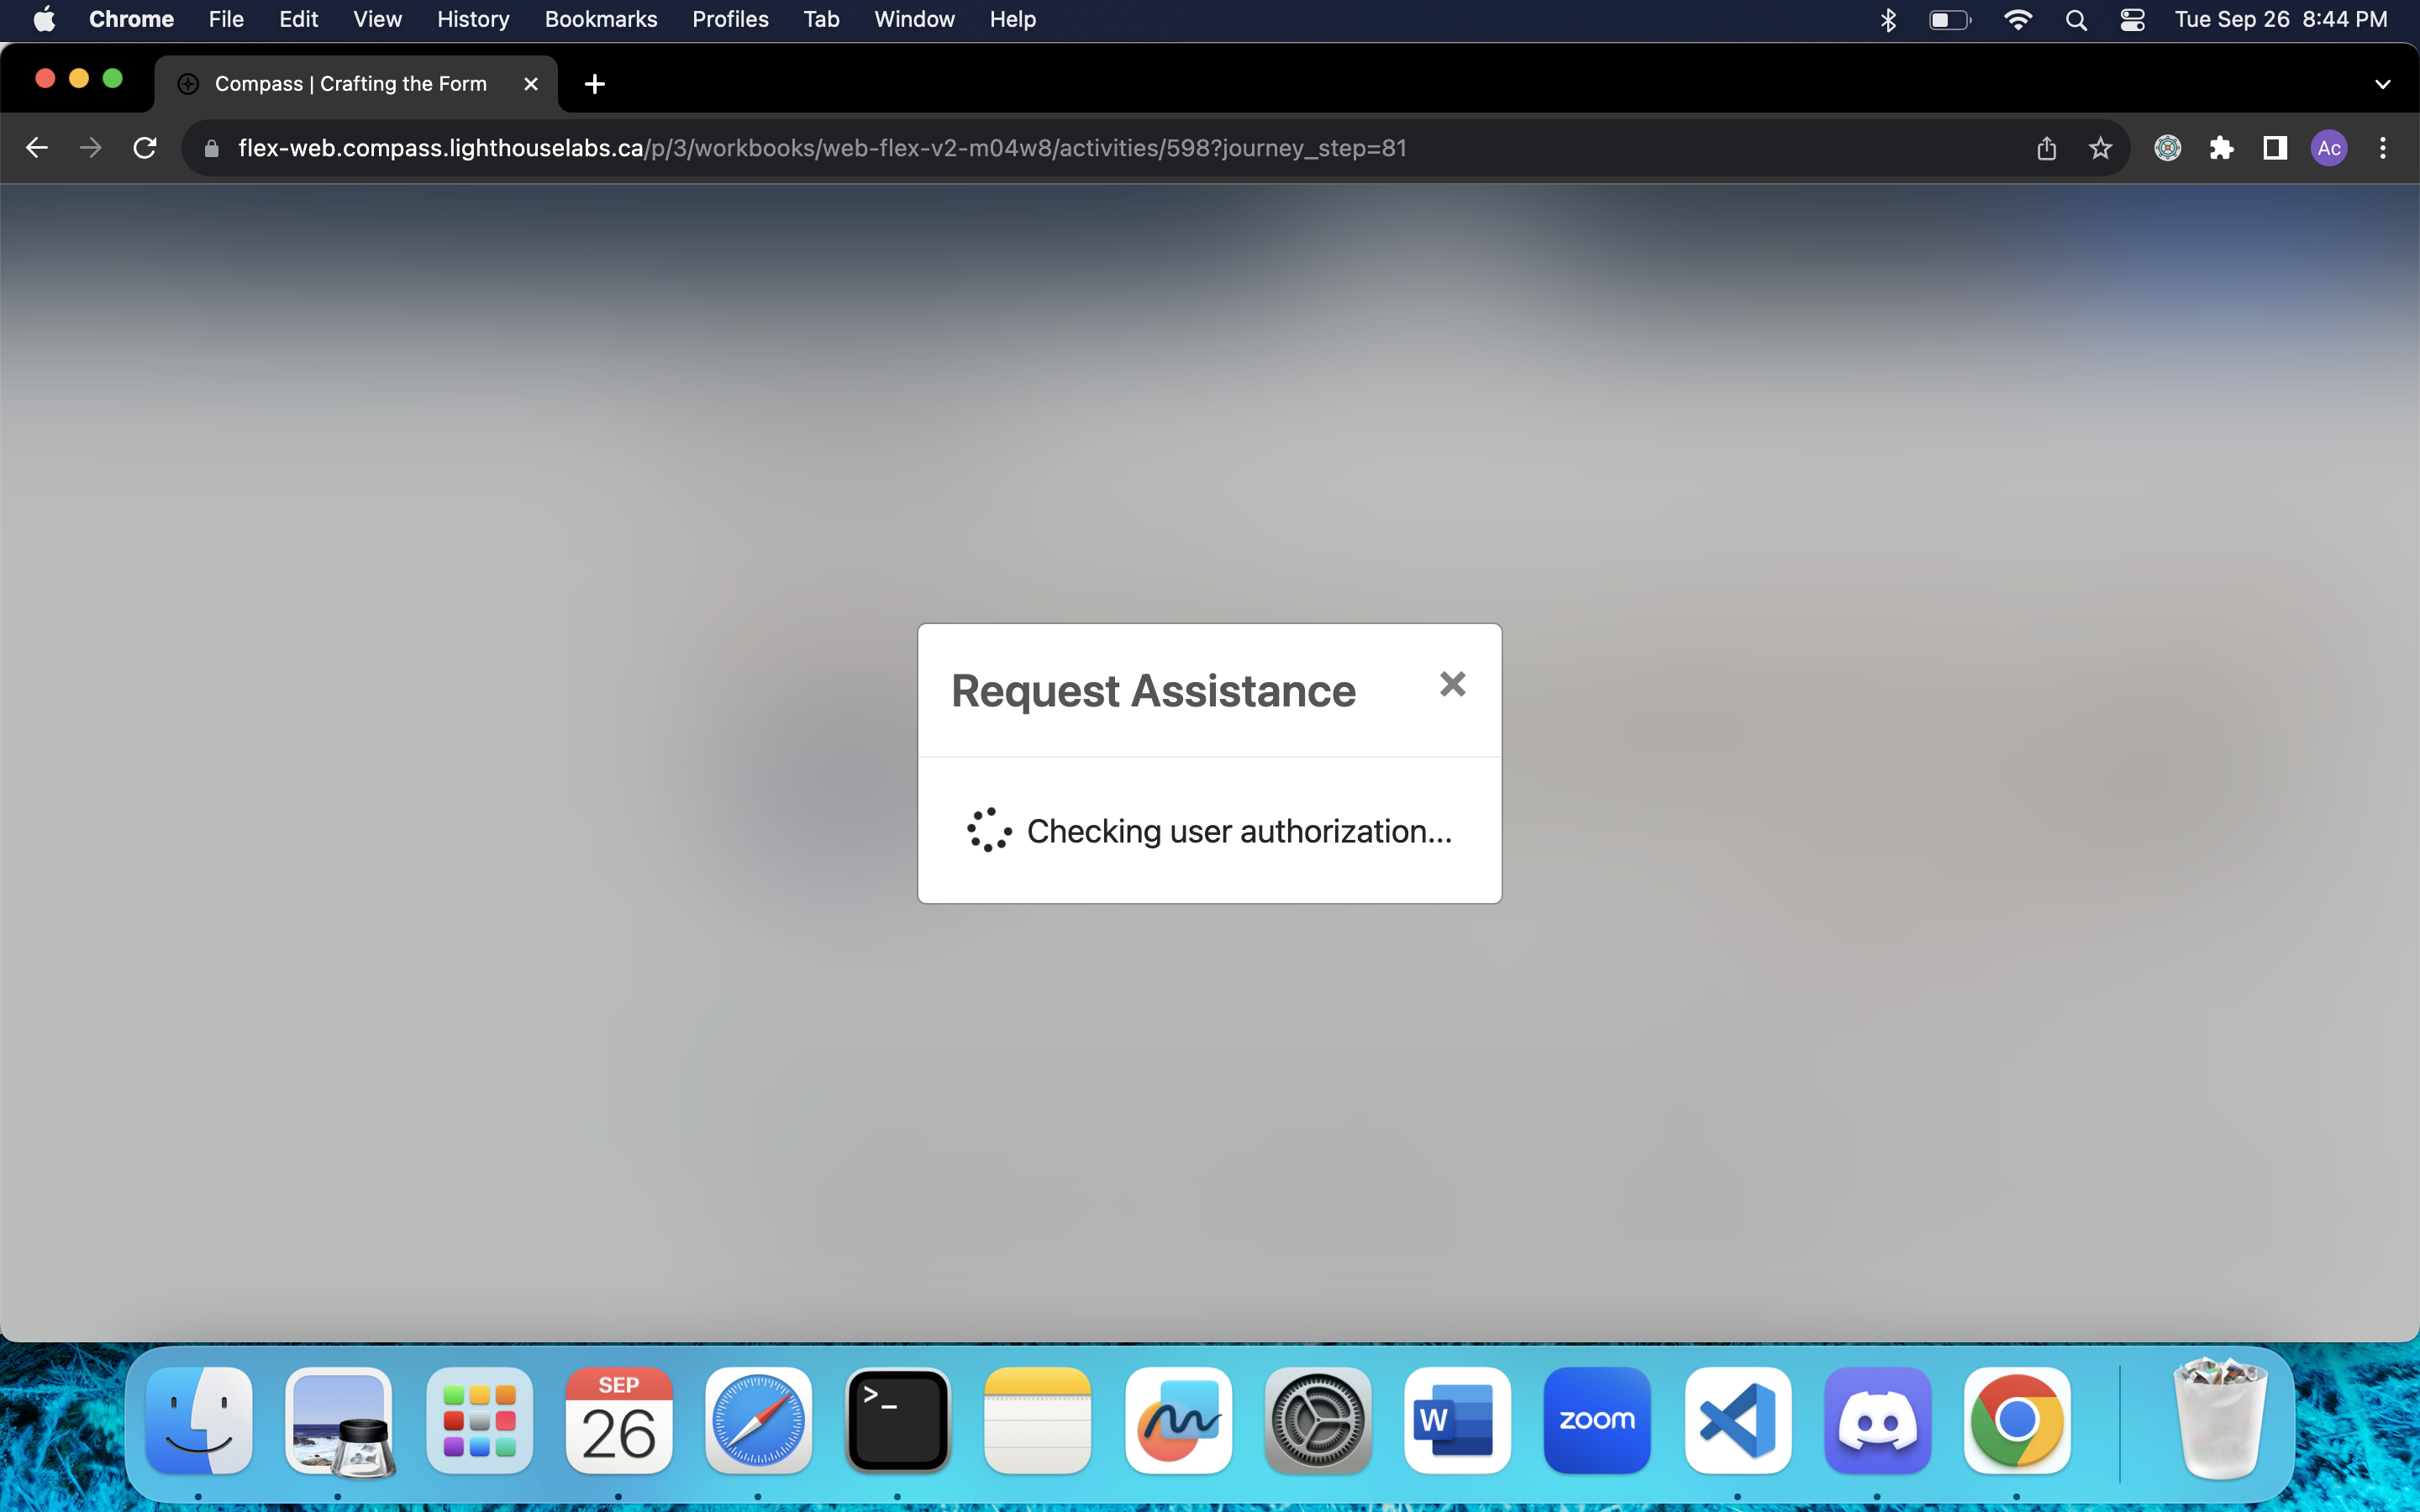 Chrome File Edit View History Bookmarks Profiles Tab Window Help Tue Sep 26 8:44 PM
Compass | Crafting the Form
flex-web.compass.lighthouselabs.ca/p/3/workbooks/web-flex-v2-m04w8/activities/598?journey_step=81
Ac
Request Assistance
Checking user authorization...
SEP
26
>_
W
zoom